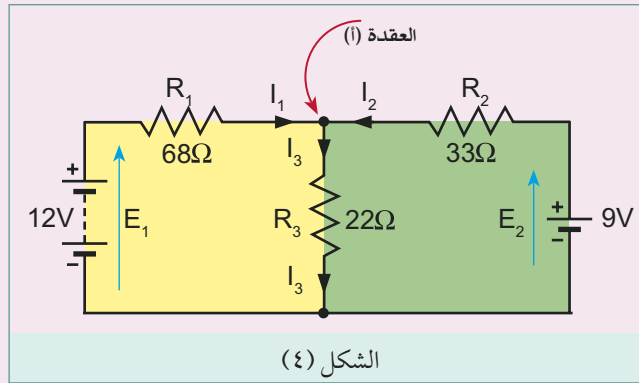 العقدة (أ)
R₁ I₁ I₂ R₂
68Ω I₃ 33Ω
+ +
12V E₁ R₃ 22Ω E₂ 9V
− −
I₃
الشكل (٤)